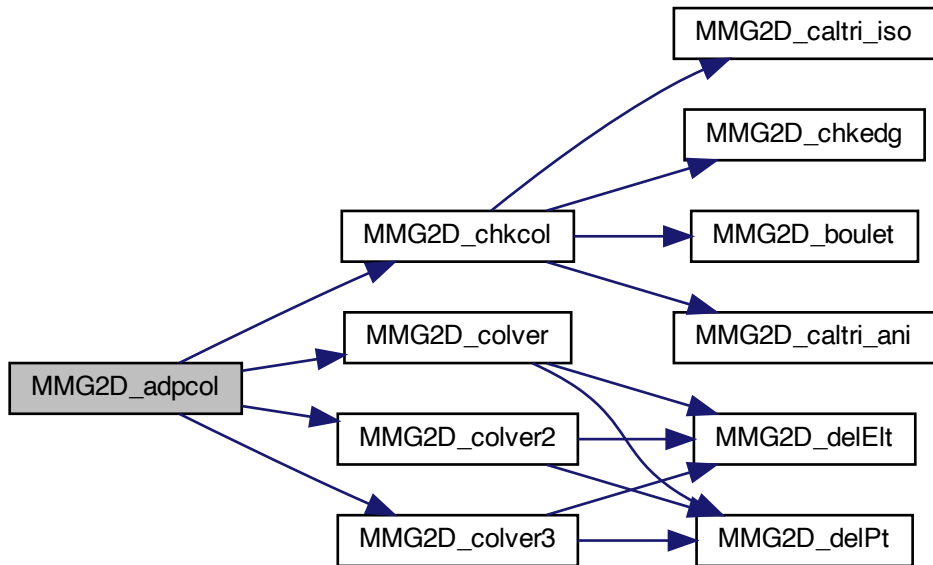 MMG2D_caltri_iso
MMG2D_chkedg
MMG2D_chkcol
MMG2D_boulet
MMG2D_colver
MMG2D_caltri_ani
MMG2D_adpcol
MMG2D_colver2
MMG2D_delElt
MMG2D_colver3
MMG2D_delPt